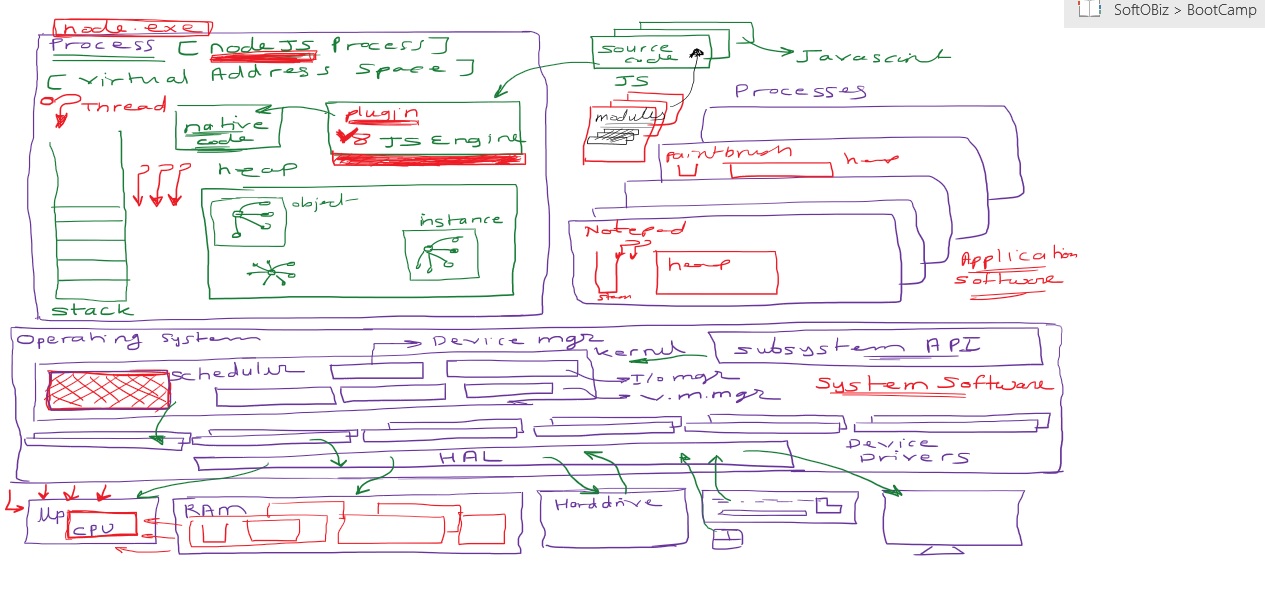 SoftOBiz > BootCamp
node.exe
Process [ nodeJS Process ]
[ virtual Address Space ]
Thread
native
code
plugin
V8 JS Engine
heap
object
instance
stack
source
code
JS
Javascript
modules
Processes
paintbrush
heap
Notepad
heap
Application
software
Operating system
Device mgr
kernel
subsystem API
scheduler
I/O mgr
v.m.mgr
System Software
HAL
Device
Drivers
µp
CPU
RAM
Harddrive